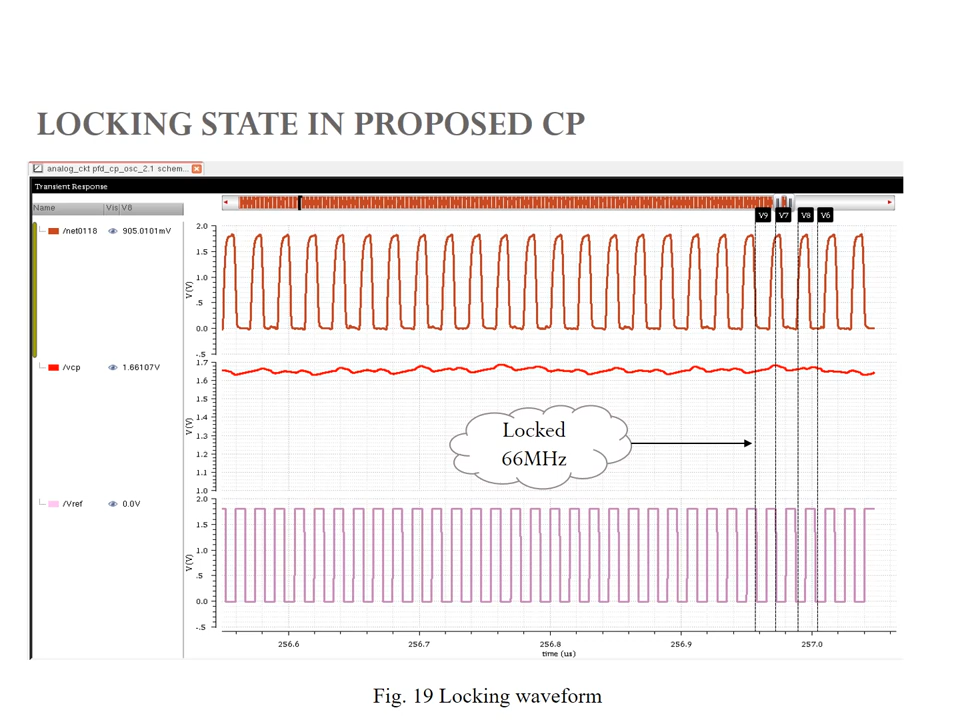 LOCKING STATE IN PROPOSED CP
analog_ckt pfd_cp_osc_2.1 schem...
Transient Response
Name Vis V8
V9 V7 V8 V6
/net0118 905.0101mV
2.0
1.5
1.0
.5
0.0
-.5
V(V)
/vcp 1.66107V
1.7
1.6
1.5
1.4
1.3
1.2
1.1
1.0
V(V)
Locked
66MHz
/Vref 0.0V
2.0
1.5
1.0
.5
0.0
-.5
V(V)
256.6 256.7 256.8 256.9 257.0
time (us)
Fig. 19 Locking waveform